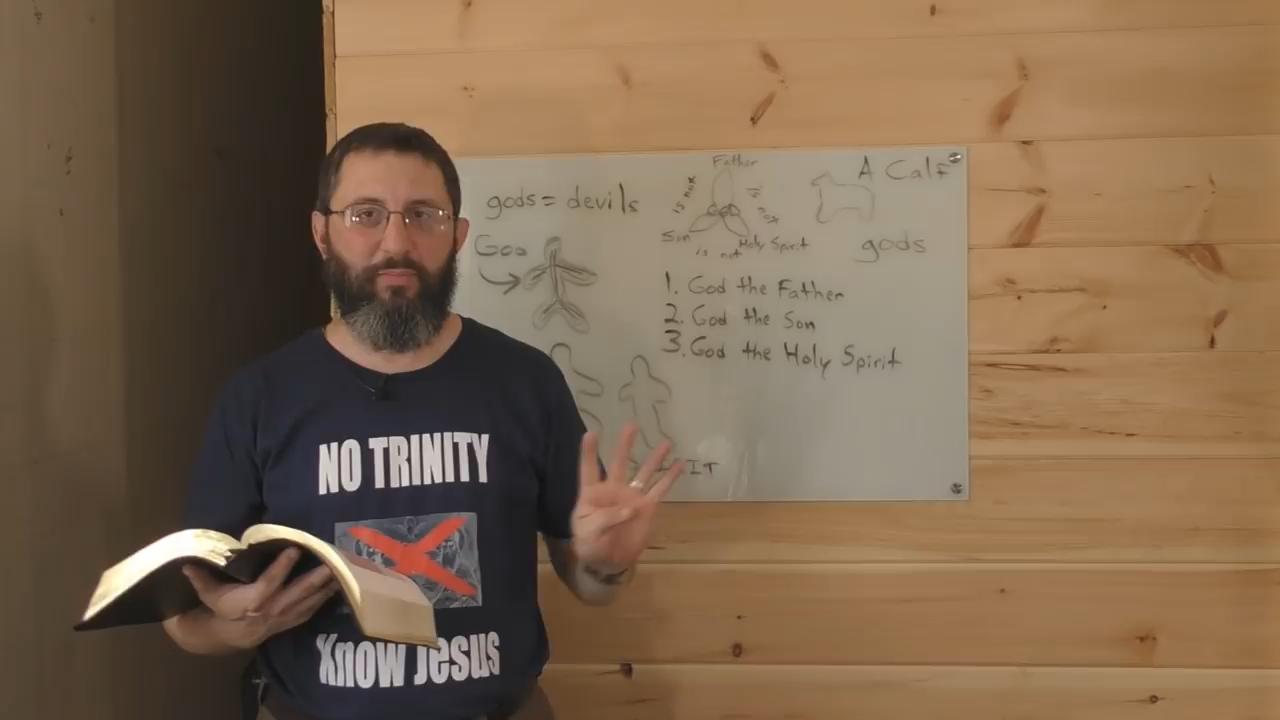 Father
A Calf
gods = devils
is not
is not
Son
is not
Holy Spirit
gods
God
1. God the Father
2. God the Son
3. God the Holy Spirit
IT
NO TRINITY
Know Jesus